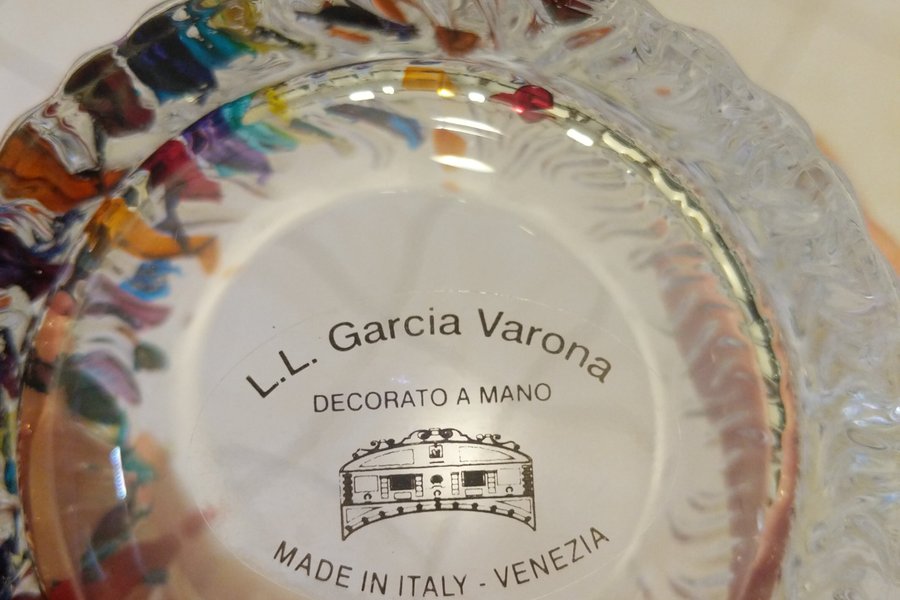 L.L. Garcia Varona
DECORATO A MANO
MADE IN ITALY - VENEZIA